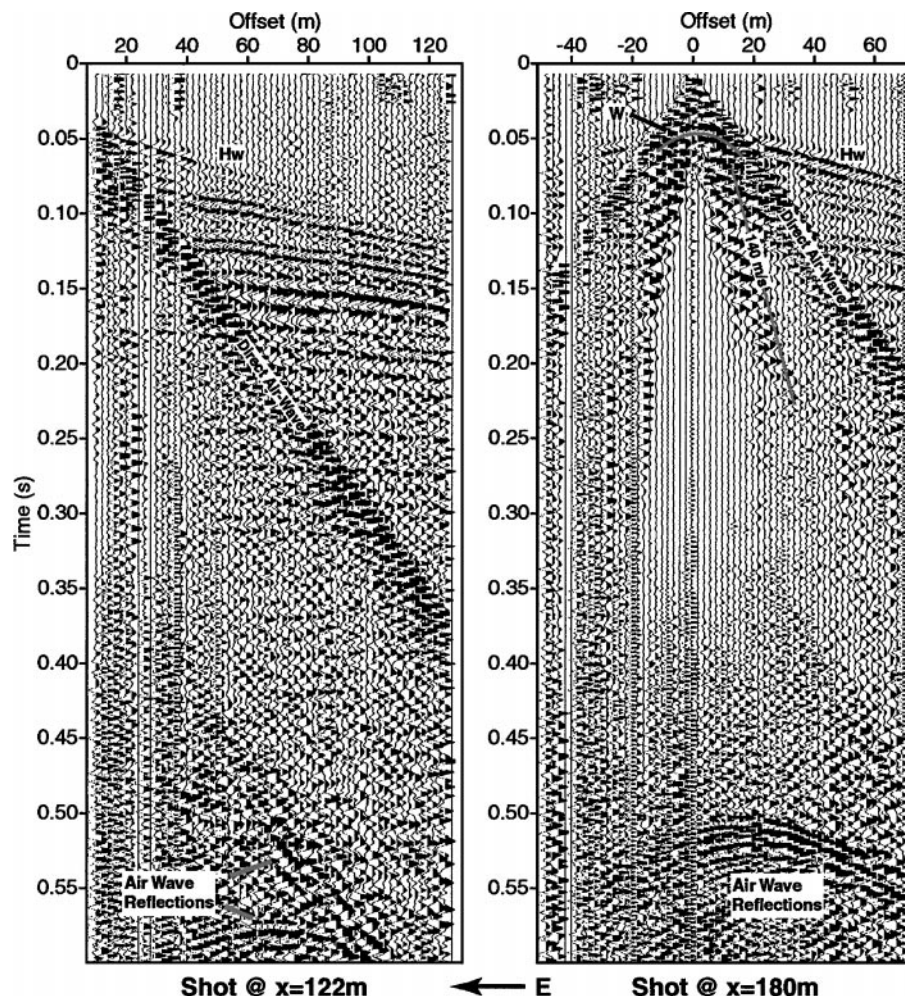 Offset (m)
20 40 60 80 100 120
0
0.05
0.10
0.15
0.20
0.25
0.30
0.35
0.40
0.45
0.50
0.55
Time (s)
Hw
Direct Air-Wave
Air Wave
Reflections
Shot @ x=122m
Offset (m)
-40 -20 0 20 40 60
0
0.05
0.10
0.15
0.20
0.25
0.30
0.35
0.40
0.45
0.50
0.55
W
Hw
Direct Air-Wave
140 m/s
Air Wave
Reflections
E
Shot @ x=180m